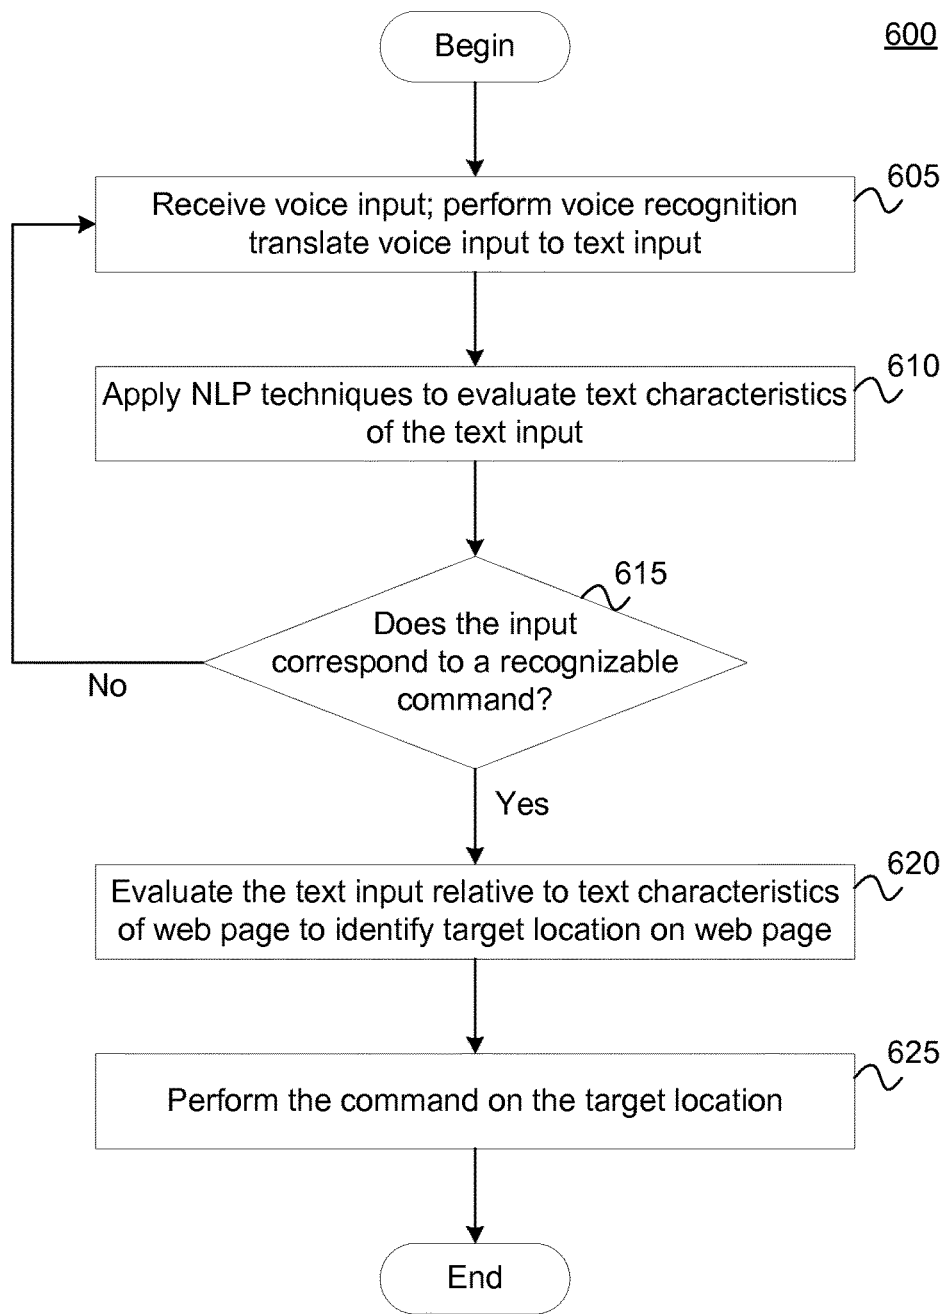 Begin
600
605
Receive voice input; perform voice recognition
translate voice input to text input
610
Apply NLP techniques to evaluate text characteristics
of the text input
615
Does the input
correspond to a recognizable
command?
No
Yes
620
Evaluate the text input relative to text characteristics
of web page to identify target location on web page
625
Perform the command on the target location
End